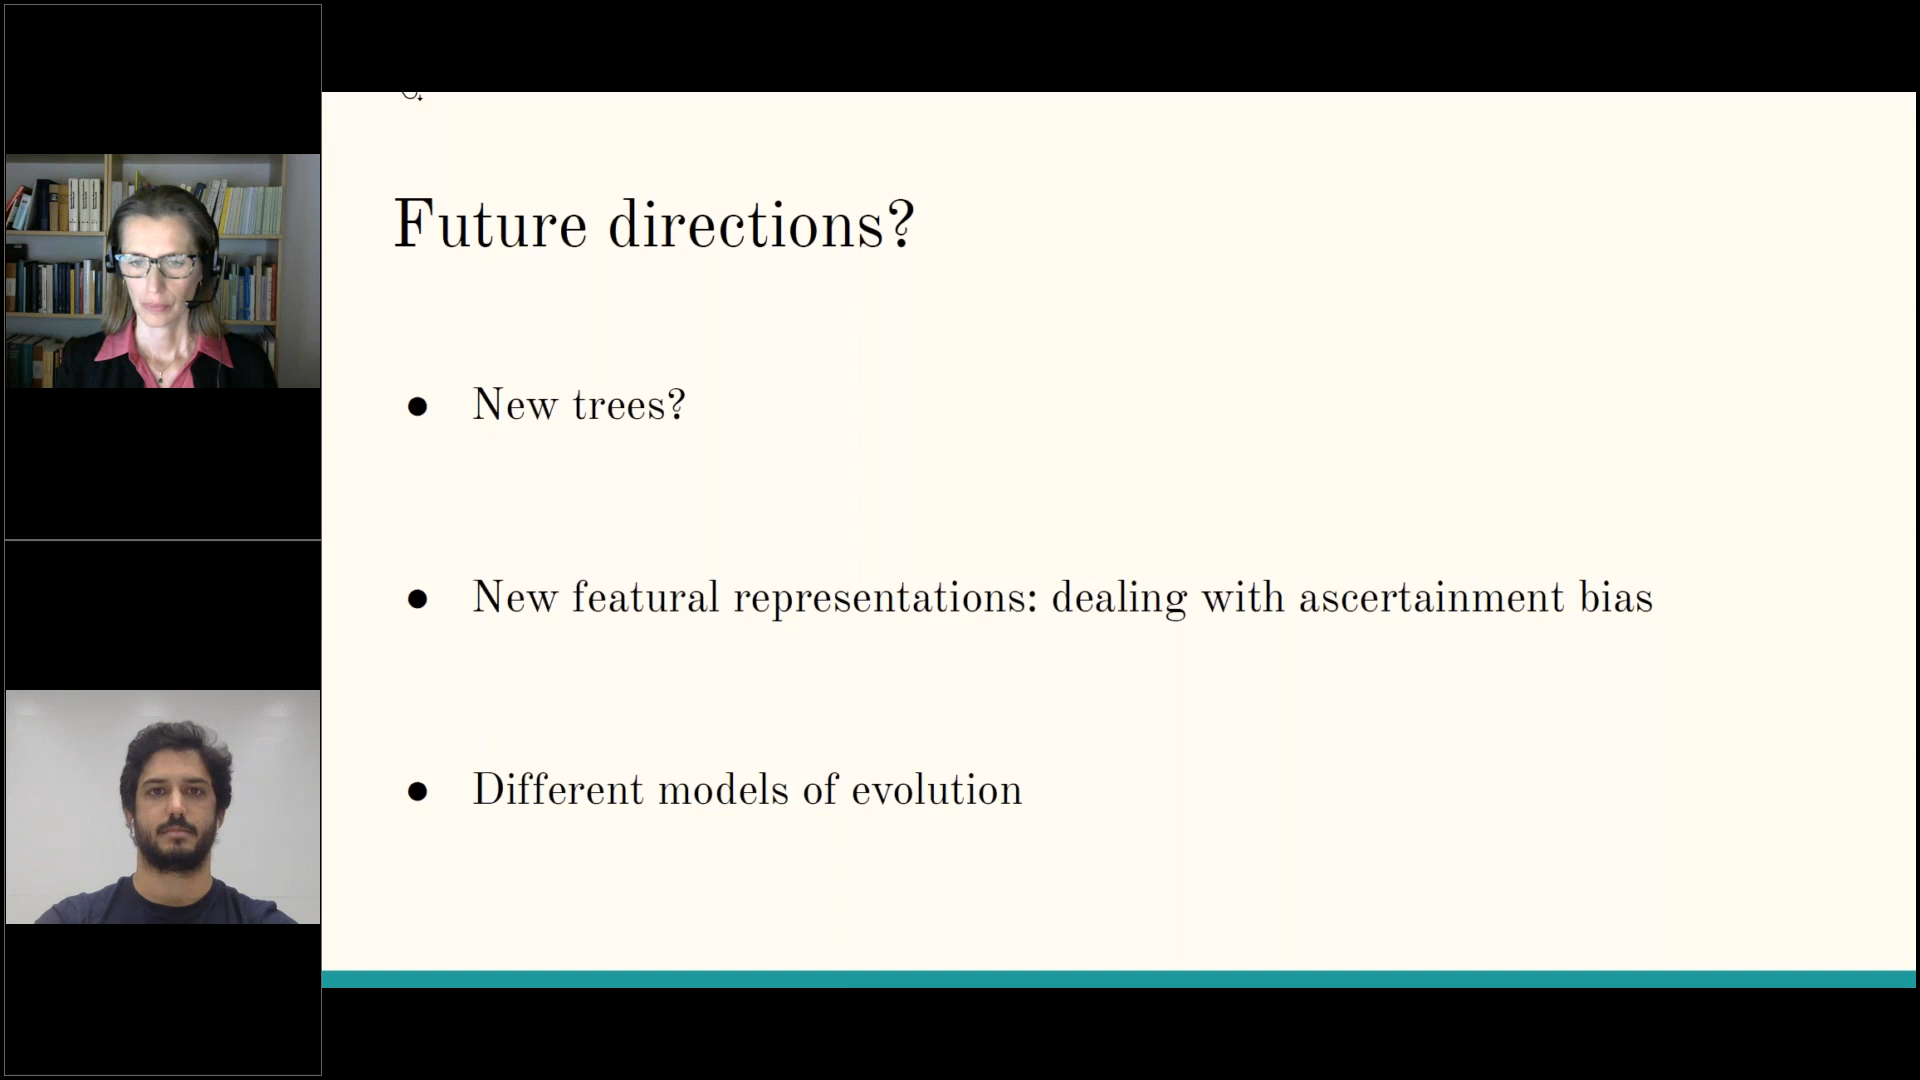 Future directions?
● New trees?
● New featural representations: dealing with ascertainment bias
● Different models of evolution